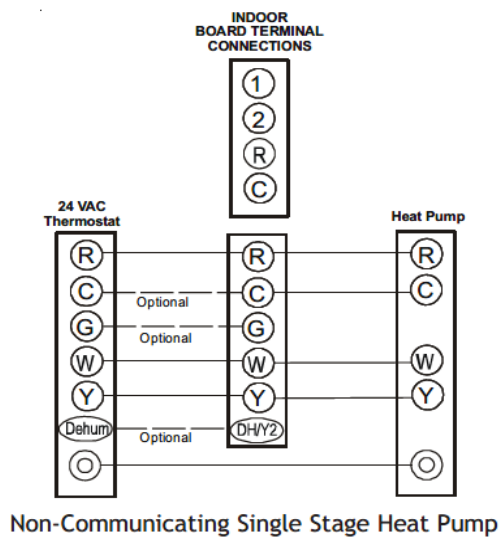 INDOOR
BOARD TERMINAL
CONNECTIONS
1
2
R
C
24 VAC
Thermostat
Heat Pump
R R R
C Optional C C
G Optional G
W W W
Y Y Y
Dehum Optional DH/Y2
O O
Non-Communicating Single Stage Heat Pump